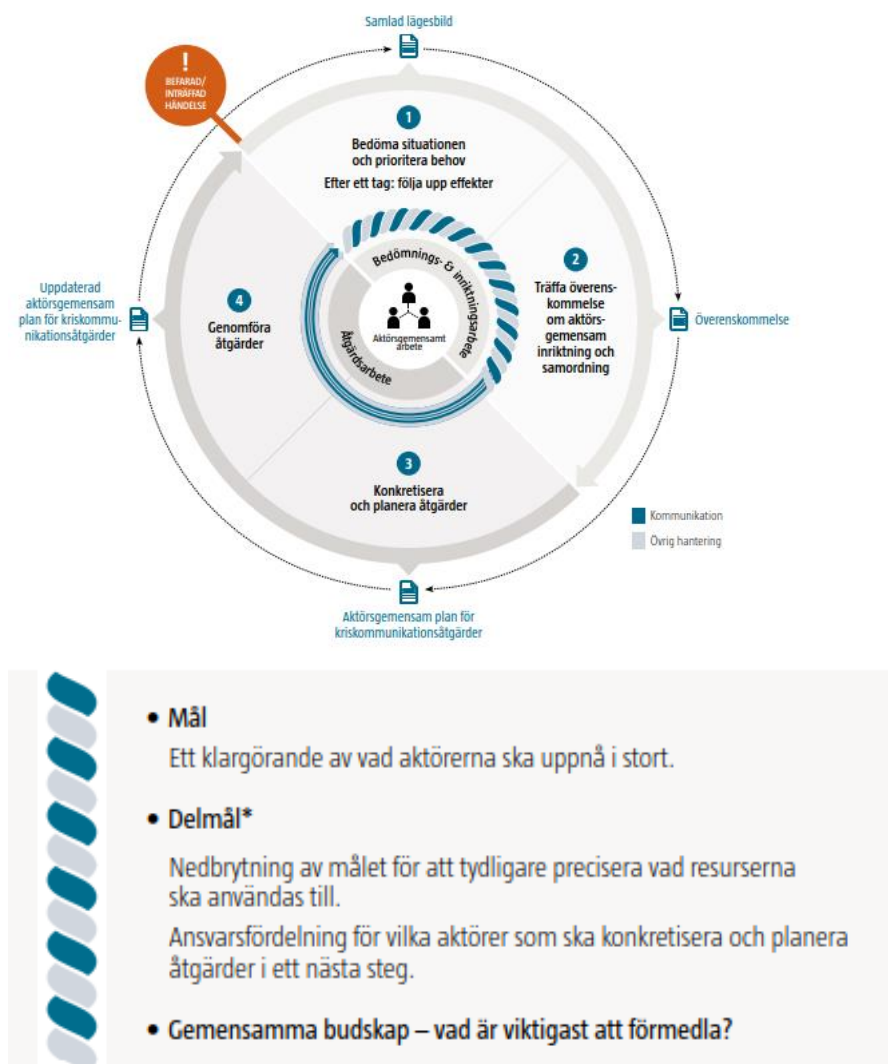 Samlad lägesbild
!
BEFARAD/
INTRÄFFAD
HÄNDELSE
1
Bedöma situationen
och prioritera behov
Efter ett tag: följa upp effekter
2
Träffa överens-
kommelse
om aktörs-
gemensam
inriktning och
samordning
Överenskommelse
Bedömnings- & inriktningsarbete
Aktörsgemensamt
arbete
Åtgärdsarbete
4
Genomföra
åtgärder
Uppdaterad
aktörsgemensam
plan för kriskommu-
nikationsåtgärder
3
Konkretisera
och planera åtgärder
Kommunikation
Övrig hantering
Aktörsgemensam plan för
kriskommunikationsåtgärder
• Mål
Ett klargörande av vad aktörerna ska uppnå i stort.
• Delmål*
Nedbrytning av målet för att tydligare precisera vad resurserna
ska användas till.
Ansvarsfördelning för vilka aktörer som ska konkretisera och planera
åtgärder i ett nästa steg.
• Gemensamma budskap – vad är viktigast att förmedla?